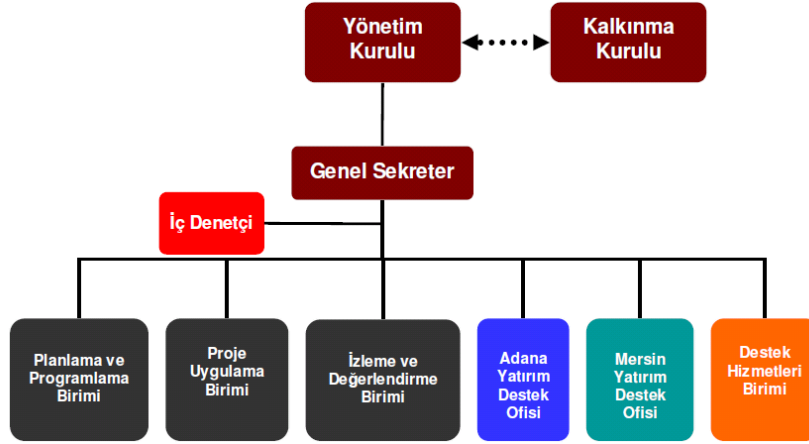 Yönetim
Kurulu
Kalkınma
Kurulu
Genel Sekreter
İç Denetçi
Planlama ve
Programlama
Birimi
Proje
Uygulama
Birimi
İzleme ve
Değerlendirme
Birimi
Adana
Yatırım
Destek
Ofisi
Mersin
Yatırım
Destek
Ofisi
Destek
Hizmetleri
Birimi